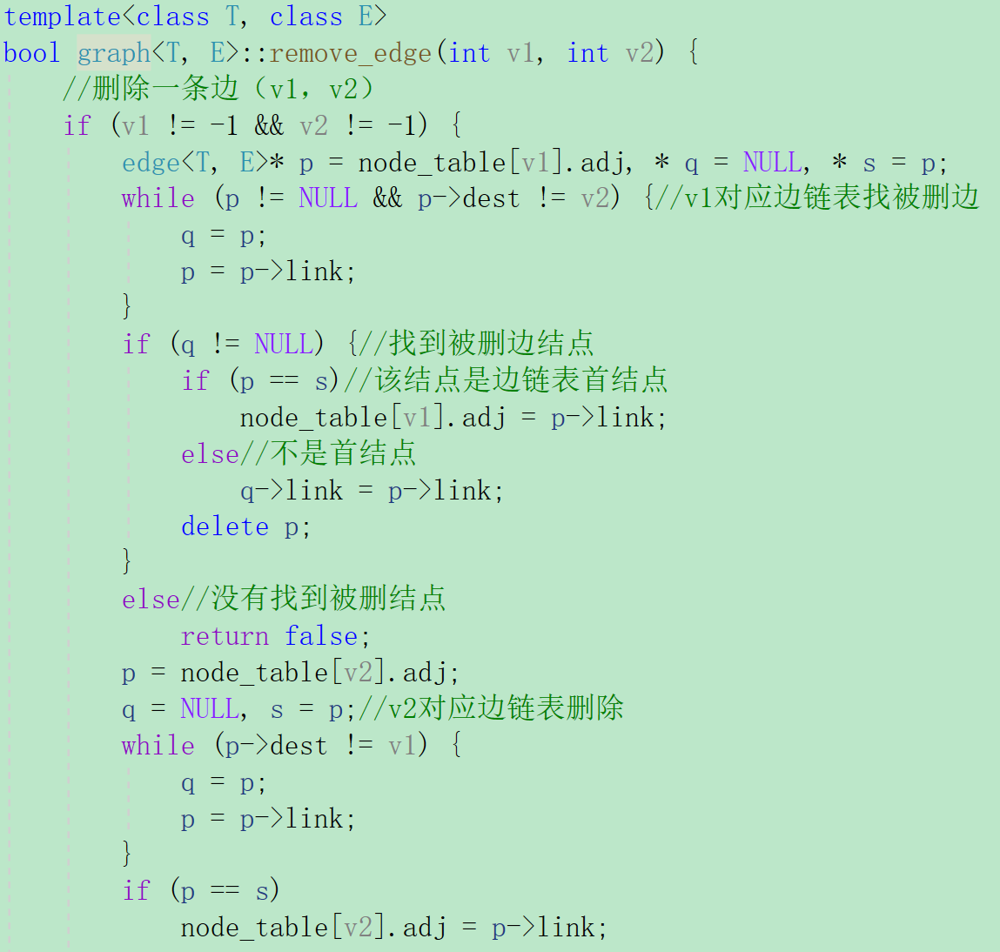 template<class T, class E>
bool graph<T, E>::remove_edge(int v1, int v2) {
    //删除一条边（v1，v2）
    if (v1 != -1 && v2 != -1) {
        edge<T, E>* p = node_table[v1].adj, * q = NULL, * s = p;
        while (p != NULL && p->dest != v2) {//v1对应边链表找被删边
            q = p;
            p = p->link;
        }
        if (q != NULL) {//找到被删边结点
            if (p == s)//该结点是边链表首结点
                node_table[v1].adj = p->link;
            else//不是首结点
                q->link = p->link;
            delete p;
        }
        else//没有找到被删结点
            return false;
        p = node_table[v2].adj;
        q = NULL, s = p;//v2对应边链表删除
        while (p->dest != v1) {
            q = p;
            p = p->link;
        }
        if (p == s)
            node_table[v2].adj = p->link;